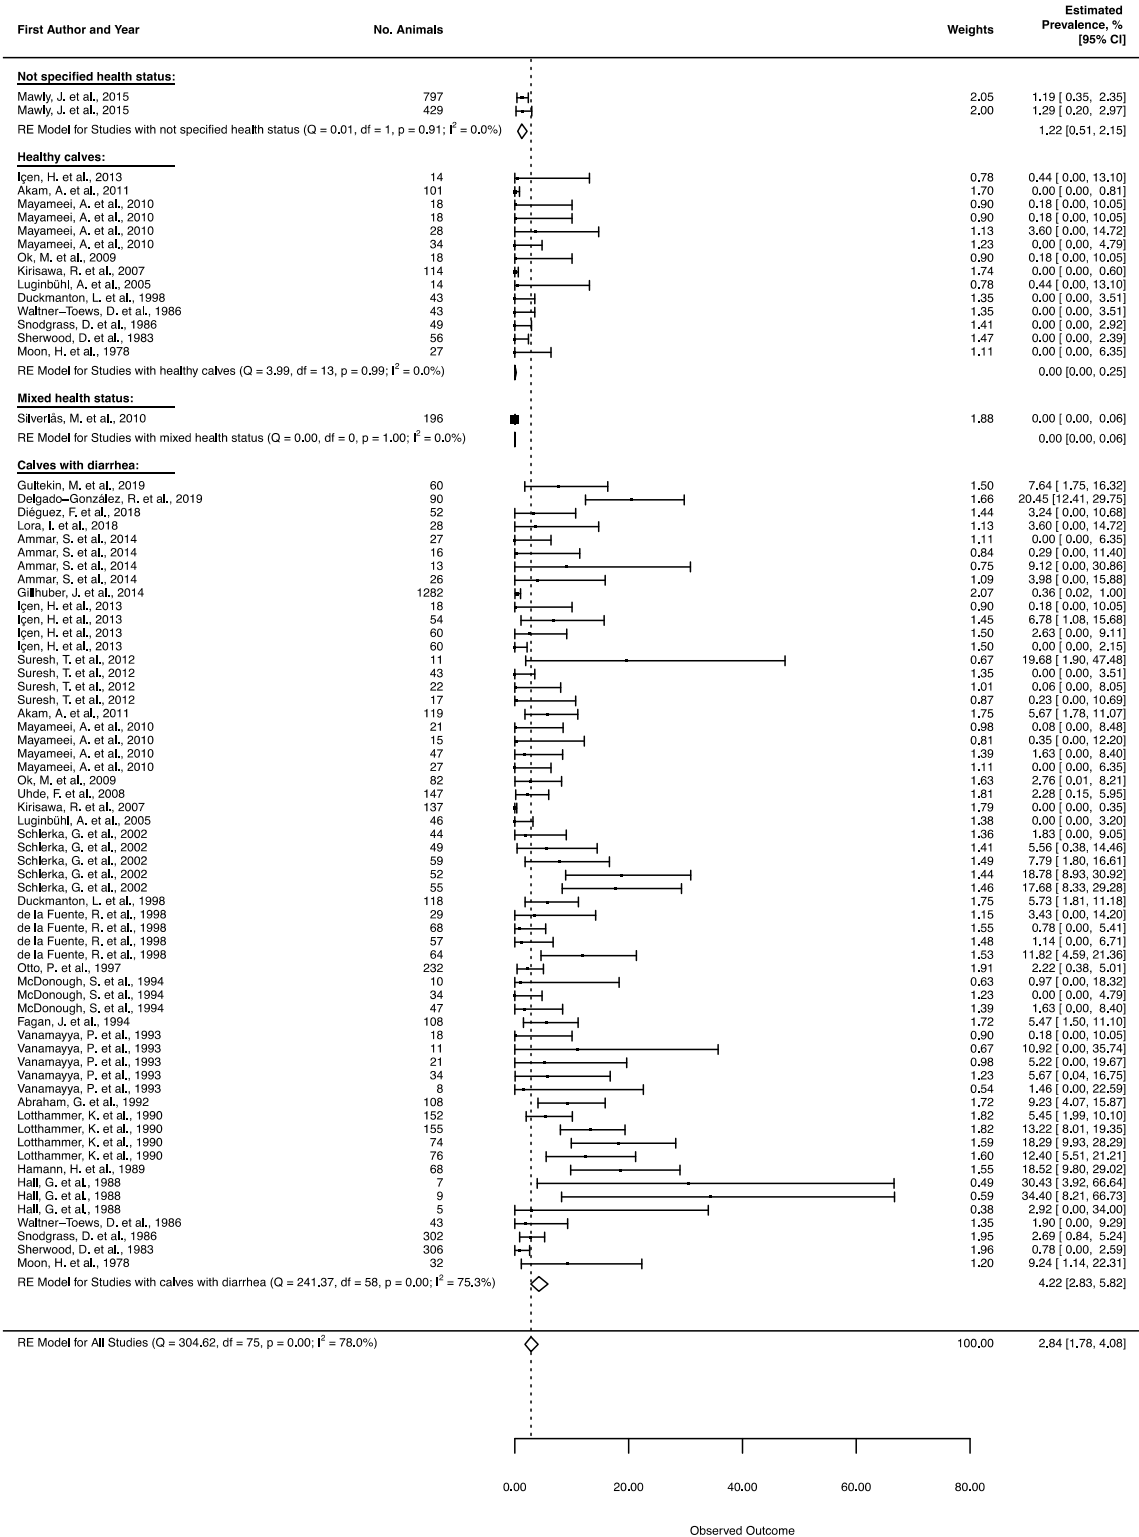 First Author and Year No. Animals Weights Estimated Prevalence, % [95% CI]
Not specified health status:
Mawly, J. et al., 2015 797 2.05 1.19 [ 0.35, 2.35]
Mawly, J. et al., 2015 429 2.00 1.29 [ 0.20, 2.97]
RE Model for Studies with not specified health status (Q = 0.01, df = 1, p = 0.91; I² = 0.0%) 1.22 [0.51, 2.15]
Healthy calves:
Içen, H. et al., 2013 14 0.78 0.44 [ 0.00, 13.10]
Akam, A. et al., 2011 101 1.70 0.00 [ 0.00, 0.81]
Mayameei, A. et al., 2010 18 0.90 0.18 [ 0.00, 10.05]
Mayameei, A. et al., 2010 18 0.90 0.18 [ 0.00, 10.05]
Mayameei, A. et al., 2010 28 1.13 3.60 [ 0.00, 14.72]
Mayameei, A. et al., 2010 34 1.23 0.00 [ 0.00, 4.79]
Ok, M. et al., 2009 18 0.90 0.18 [ 0.00, 10.05]
Kirisawa, R. et al., 2007 114 1.74 0.00 [ 0.00, 0.60]
Luginbühl, A. et al., 2005 14 0.78 0.44 [ 0.00, 13.10]
Duckmanton, L. et al., 1998 43 1.35 0.00 [ 0.00, 3.51]
Waltner−Toews, D. et al., 1986 43 1.35 0.00 [ 0.00, 3.51]
Snodgrass, D. et al., 1986 49 1.41 0.00 [ 0.00, 2.92]
Sherwood, D. et al., 1983 56 1.47 0.00 [ 0.00, 2.39]
Moon, H. et al., 1978 27 1.11 0.00 [ 0.00, 6.35]
RE Model for Studies with healthy calves (Q = 3.99, df = 13, p = 0.99; I² = 0.0%) 0.00 [0.00, 0.25]
Mixed health status:
Silverlås, M. et al., 2010 196 1.88 0.00 [ 0.00, 0.06]
RE Model for Studies with mixed health status (Q = 0.00, df = 0, p = 1.00; I² = 0.0%) 0.00 [0.00, 0.06]
Calves with diarrhea:
Gultekin, M. et al., 2019 60 1.50 7.64 [ 1.75, 16.32]
Delgado−González, R. et al., 2019 90 1.66 20.45 [12.41, 29.75]
Diéguez, F. et al., 2018 52 1.44 3.24 [ 0.00, 10.68]
Lora, I. et al., 2018 28 1.13 3.60 [ 0.00, 14.72]
Ammar, S. et al., 2014 27 1.11 0.00 [ 0.00, 6.35]
Ammar, S. et al., 2014 16 0.84 0.29 [ 0.00, 11.40]
Ammar, S. et al., 2014 13 0.75 9.12 [ 0.00, 30.86]
Ammar, S. et al., 2014 26 1.09 3.98 [ 0.00, 15.88]
Gillhuber, J. et al., 2014 1282 2.07 0.36 [ 0.02, 1.00]
Içen, H. et al., 2013 18 0.90 0.18 [ 0.00, 10.05]
Içen, H. et al., 2013 54 1.45 6.78 [ 1.08, 15.68]
Içen, H. et al., 2013 60 1.50 2.63 [ 0.00, 9.11]
Içen, H. et al., 2013 60 1.50 0.00 [ 0.00, 2.15]
Suresh, T. et al., 2012 11 0.67 19.68 [ 1.90, 47.48]
Suresh, T. et al., 2012 43 1.35 0.00 [ 0.00, 3.51]
Suresh, T. et al., 2012 22 1.01 0.06 [ 0.00, 8.05]
Suresh, T. et al., 2012 17 0.87 0.23 [ 0.00, 10.69]
Akam, A. et al., 2011 119 1.75 5.67 [ 1.78, 11.07]
Mayameei, A. et al., 2010 21 0.98 0.08 [ 0.00, 8.48]
Mayameei, A. et al., 2010 15 0.81 0.35 [ 0.00, 12.20]
Mayameei, A. et al., 2010 47 1.39 1.63 [ 0.00, 8.40]
Mayameei, A. et al., 2010 27 1.11 0.00 [ 0.00, 6.35]
Ok, M. et al., 2009 82 1.63 2.76 [ 0.01, 8.21]
Uhde, F. et al., 2008 147 1.81 2.28 [ 0.15, 5.95]
Kirisawa, R. et al., 2007 137 1.79 0.00 [ 0.00, 0.35]
Luginbühl, A. et al., 2005 46 1.38 0.00 [ 0.00, 3.20]
Schlerka, G. et al., 2002 44 1.36 1.83 [ 0.00, 9.05]
Schlerka, G. et al., 2002 49 1.41 5.56 [ 0.38, 14.46]
Schlerka, G. et al., 2002 59 1.49 7.79 [ 1.80, 16.61]
Schlerka, G. et al., 2002 52 1.44 18.78 [ 8.93, 30.92]
Schlerka, G. et al., 2002 55 1.46 17.68 [ 8.33, 29.28]
Duckmanton, L. et al., 1998 118 1.75 5.73 [ 1.81, 11.18]
de la Fuente, R. et al., 1998 29 1.15 3.43 [ 0.00, 14.20]
de la Fuente, R. et al., 1998 68 1.55 0.78 [ 0.00, 5.41]
de la Fuente, R. et al., 1998 57 1.48 1.14 [ 0.00, 6.71]
de la Fuente, R. et al., 1998 64 1.53 11.82 [ 4.59, 21.36]
Otto, P. et al., 1997 232 1.91 2.22 [ 0.38, 5.01]
McDonough, S. et al., 1994 10 0.63 0.97 [ 0.00, 18.32]
McDonough, S. et al., 1994 34 1.23 0.00 [ 0.00, 4.79]
McDonough, S. et al., 1994 47 1.39 1.63 [ 0.00, 8.40]
Fagan, J. et al., 1994 108 1.72 5.47 [ 1.50, 11.10]
Vanamayya, P. et al., 1993 18 0.90 0.18 [ 0.00, 10.05]
Vanamayya, P. et al., 1993 11 0.67 10.92 [ 0.00, 35.74]
Vanamayya, P. et al., 1993 21 0.98 5.22 [ 0.00, 19.67]
Vanamayya, P. et al., 1993 34 1.23 5.67 [ 0.04, 16.75]
Vanamayya, P. et al., 1993 8 0.54 1.46 [ 0.00, 22.59]
Abraham, G. et al., 1992 108 1.72 9.23 [ 4.07, 15.87]
Lotthammer, K. et al., 1990 152 1.82 5.45 [ 1.99, 10.10]
Lotthammer, K. et al., 1990 155 1.82 13.22 [ 8.01, 19.35]
Lotthammer, K. et al., 1990 74 1.59 18.29 [ 9.93, 28.29]
Lotthammer, K. et al., 1990 76 1.60 12.40 [ 5.51, 21.21]
Hamann, H. et al., 1989 68 1.55 18.52 [ 9.80, 29.02]
Hall, G. et al., 1988 7 0.49 30.43 [ 3.92, 66.64]
Hall, G. et al., 1988 9 0.59 34.40 [ 8.21, 66.73]
Hall, G. et al., 1988 5 0.38 2.92 [ 0.00, 34.00]
Waltner−Toews, D. et al., 1986 43 1.35 1.90 [ 0.00, 9.29]
Snodgrass, D. et al., 1986 302 1.95 2.69 [ 0.84, 5.24]
Sherwood, D. et al., 1983 306 1.96 0.78 [ 0.00, 2.59]
Moon, H. et al., 1978 32 1.20 9.24 [ 1.14, 22.31]
RE Model for Studies with calves with diarrhea (Q = 241.37, df = 58, p = 0.00; I² = 75.3%) 4.22 [2.83, 5.82]
RE Model for All Studies (Q = 304.62, df = 75, p = 0.00; I² = 78.0%) 100.00 2.84 [1.78, 4.08]
0.00 20.00 40.00 60.00 80.00
Observed Outcome